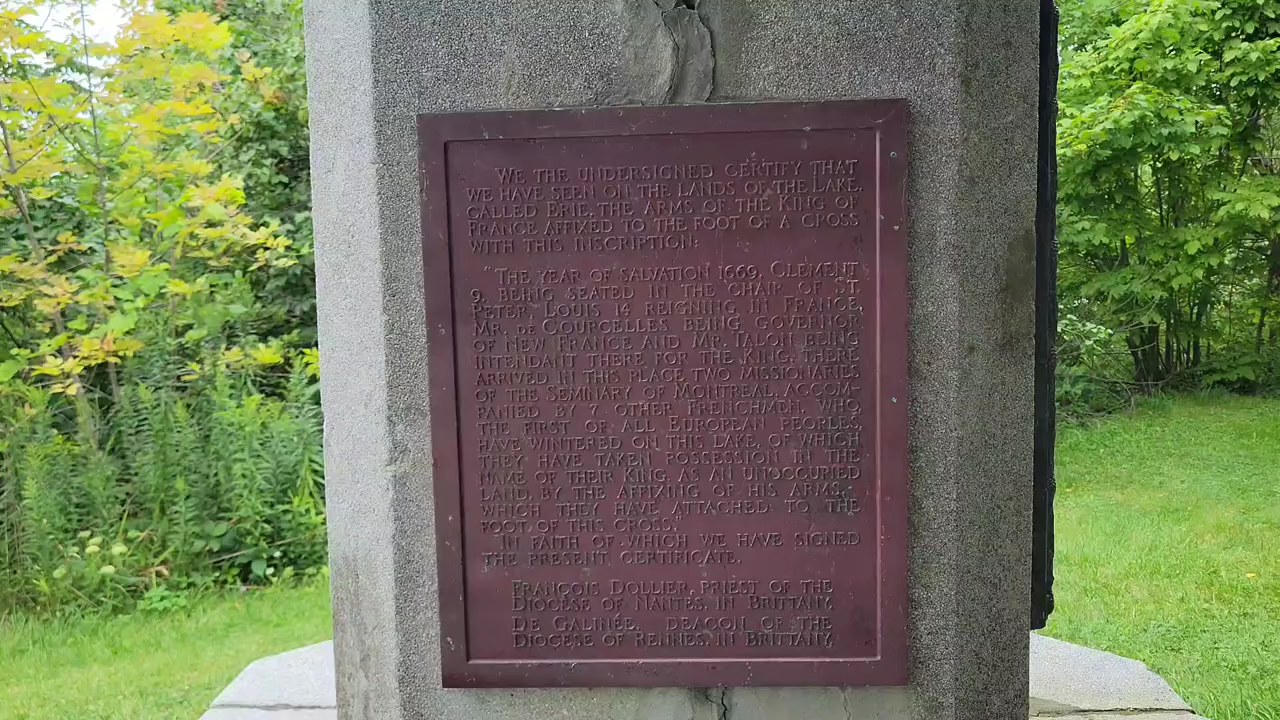 WE THE UNDERSIGNED CERTIFY THAT
WE HAVE SEEN ON THE LANDS OF THE LAKE,
CALLED ERIE, THE ARMS OF THE KING OF
FRANCE AFFIXED TO THE FOOT OF A CROSS
WITH THIS INSCRIPTION:
"THE YEAR OF SALVATION 1669, CLEMENT
9, BEING SEATED IN THE CHAIR OF ST.
PETER, LOUIS 14 REIGNING IN FRANCE,
MR. DE COURCELLES BEING GOVERNOR
OF NEW FRANCE AND MR. TALON BEING
INTENDANT THERE FOR THE KING, THERE
ARRIVED IN THIS PLACE TWO MISSIONARIES
OF THE SEMINARY OF MONTREAL, ACCOM-
PANIED BY 7 OTHER FRENCHMEN, WHO,
THE FIRST OF ALL EUROPEAN PEOPLES,
HAVE WINTERED ON THIS LAKE, OF WHICH
THEY HAVE TAKEN POSSESSION IN THE
NAME OF THEIR KING, AS AN UNOCCUPIED
LAND, BY THE AFFIXING OF HIS ARMS,
WHICH THEY HAVE ATTACHED TO THE
FOOT OF THIS CROSS."
IN FAITH OF WHICH WE HAVE SIGNED
THE PRESENT CERTIFICATE.
FRANÇOIS DOLLIER, PRIEST OF THE
DIOCESE OF NANTES, IN BRITTANY,
DE GALINÉE, DEACON OF THE
DIOCESE OF RENNES, IN BRITTANY,